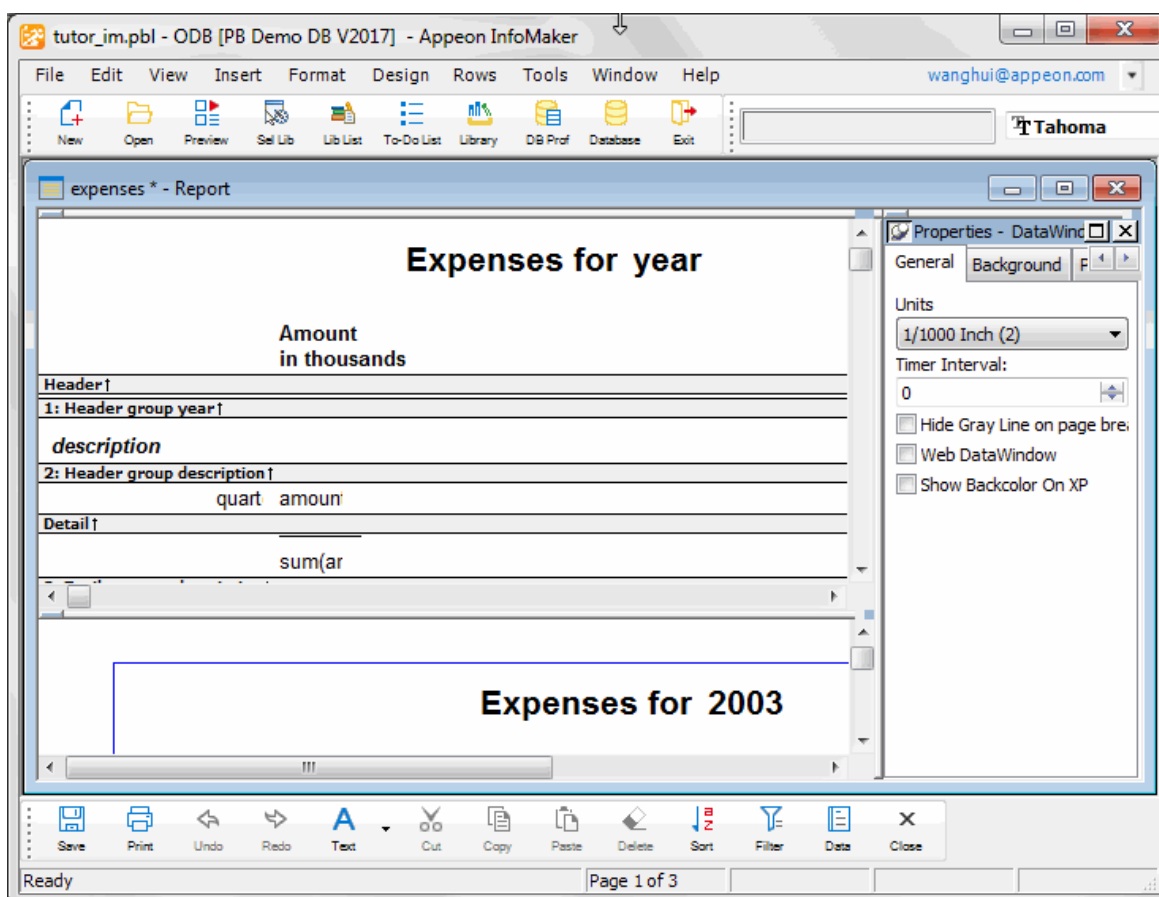 tutor_im.pbl - ODB [PB Demo DB V2017] - Appeon InfoMaker
File Edit View Insert Format Design Rows Tools Window Help wanghui@appeon.com
New Open Preview Sel Lib Lib List To-Do List Library DB Prof Database Exit Tahoma
expenses * - Report
Properties - DataWind
General Background P
Expenses for year
Units
1/1000 Inch (2)
Amount
in thousands
Timer Interval:
0
Header↑
1: Header group year↑
Hide Gray Line on page brea
description
Web DataWindow
2: Header group description↑
Show Backcolor On XP
quart amoun
Detail↑
sum(ar
Expenses for 2003
Save Print Undo Redo Text Cut Copy Paste Delete Sort Filter Data Close
Ready Page 1 of 3